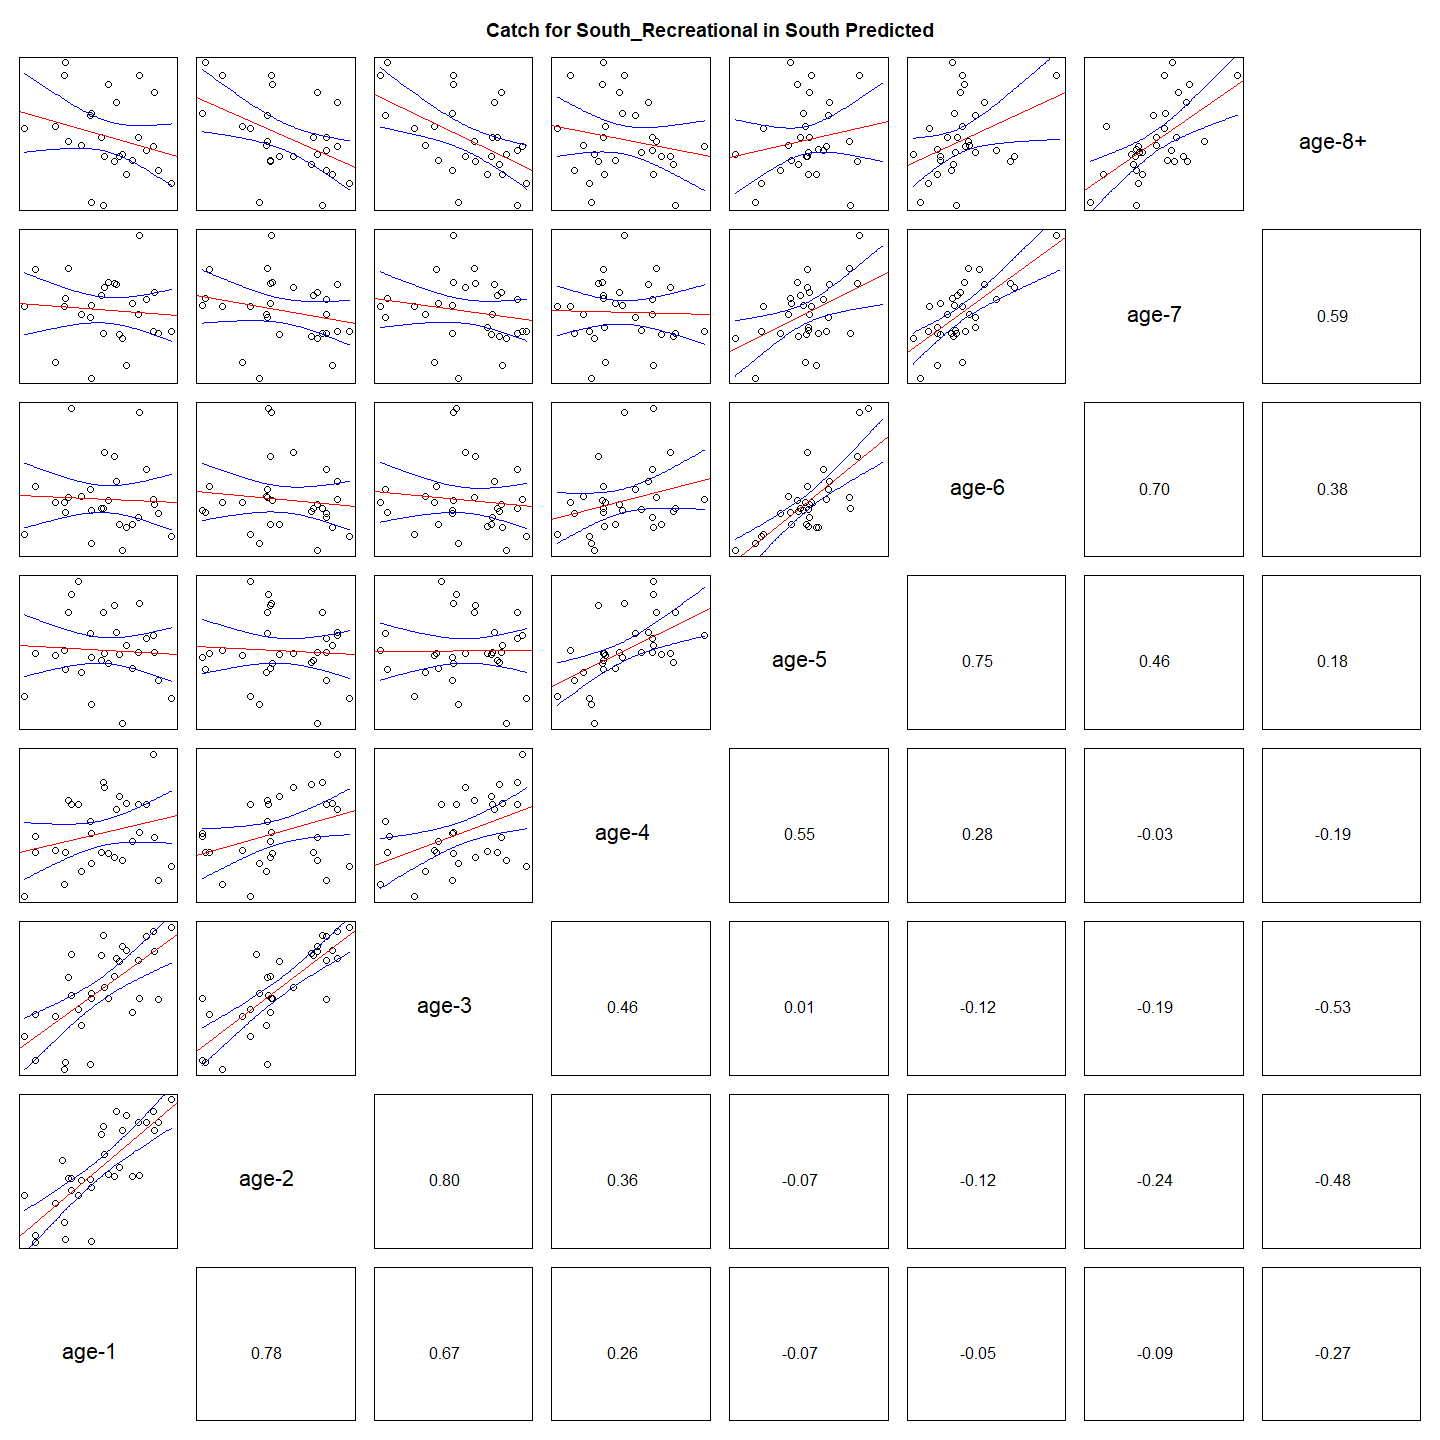 Catch for South_Recreational in South Predicted
age-8+
age-7 0.59
age-6 0.70 0.38
age-5 0.75 0.46 0.18
age-4 0.55 0.28 -0.03 -0.19
age-3 0.46 0.01 -0.12 -0.19 -0.53
age-2 0.80 0.36 -0.07 -0.12 -0.24 -0.48
age-1 0.78 0.67 0.26 -0.07 -0.05 -0.09 -0.27